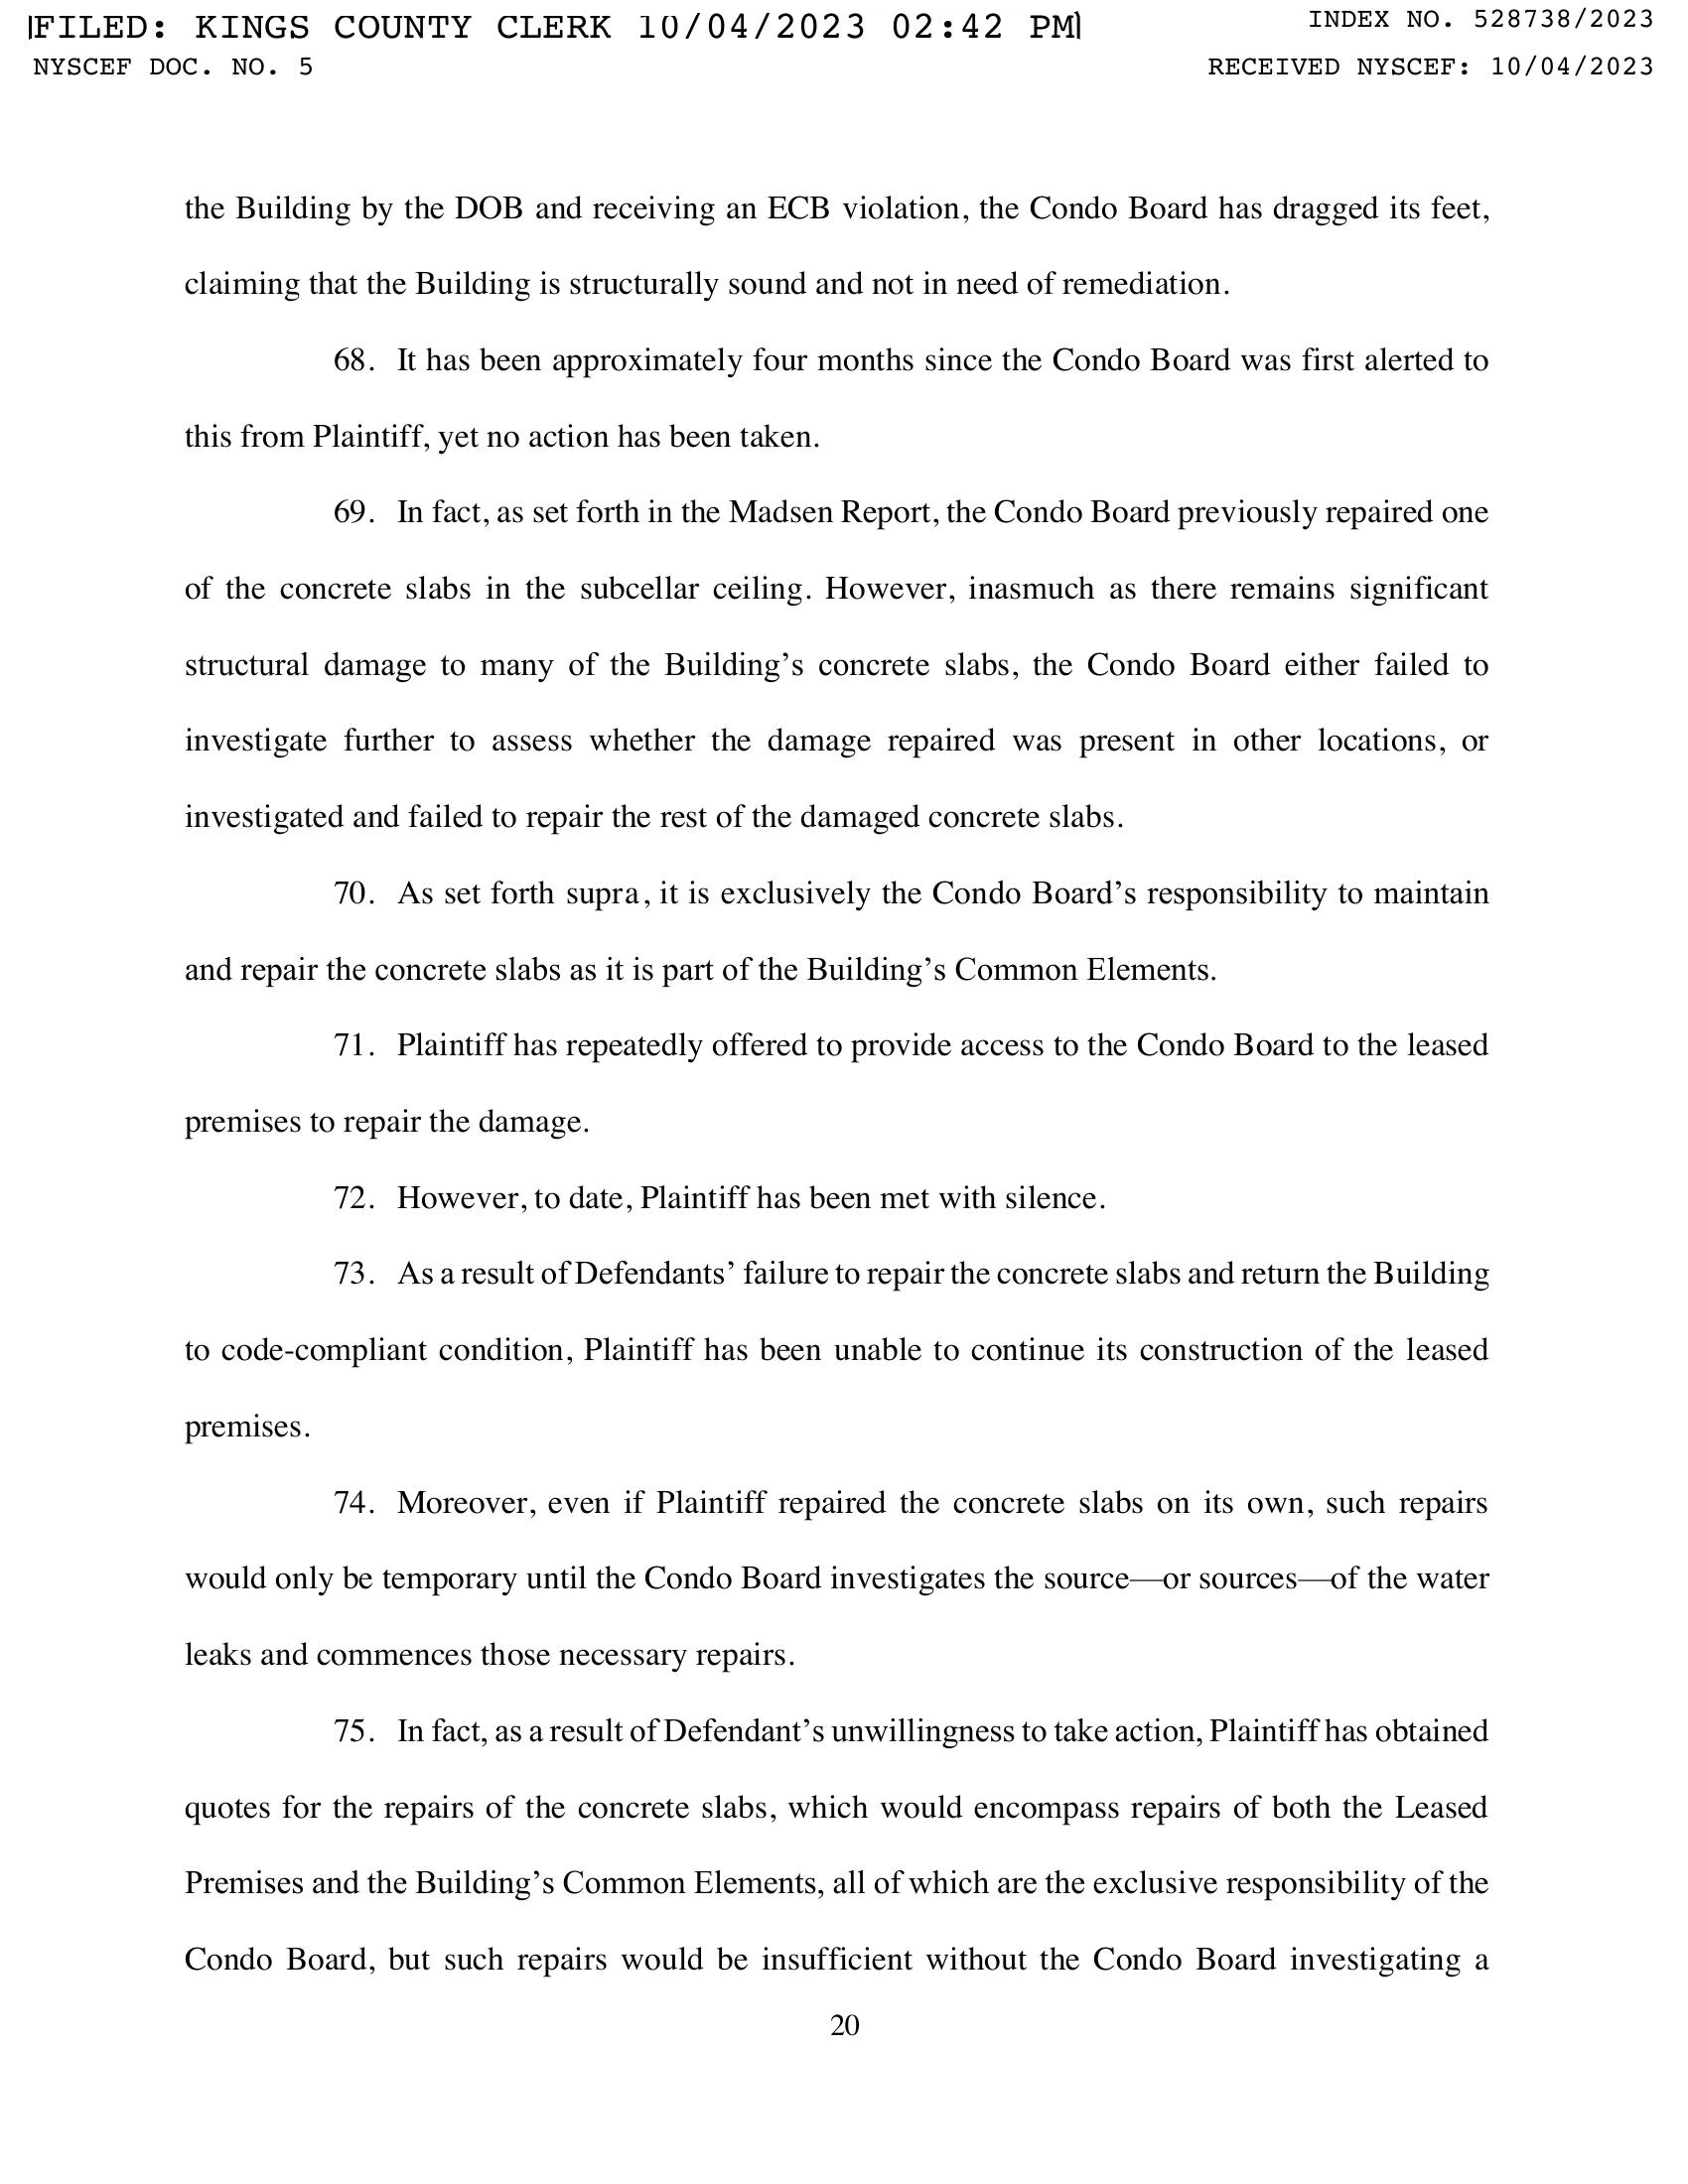 FILED: KINGS COUNTY CLERK 10/04/2023 02:42 PM
INDEX NO. 528738/2023
NYSCEF DOC. NO. 5
RECEIVED NYSCEF: 10/04/2023
the Building by the DOB and receiving an ECB violation, the Condo Board has dragged its feet,
claiming that the Building is structurally sound and not in need of remediation.
68. It has been approximately four months since the Condo Board was first alerted to
this from Plaintiff, yet no action has been taken.
69. In fact, as set forth in the Madsen Report, the Condo Board previously repaired one
of the concrete slabs in the subcellar ceiling. However, inasmuch as there remains significant
structural damage to many of the Building’s concrete slabs, the Condo Board either failed to
investigate further to assess whether the damage repaired was present in other locations, or
investigated and failed to repair the rest of the damaged concrete slabs.
70. As set forth supra, it is exclusively the Condo Board’s responsibility to maintain
and repair the concrete slabs as it is part of the Building’s Common Elements.
71. Plaintiff has repeatedly offered to provide access to the Condo Board to the leased
premises to repair the damage.
72. However, to date, Plaintiff has been met with silence.
73. As a result of Defendants’ failure to repair the concrete slabs and return the Building
to code-compliant condition, Plaintiff has been unable to continue its construction of the leased
premises.
74. Moreover, even if Plaintiff repaired the concrete slabs on its own, such repairs
would only be temporary until the Condo Board investigates the source—or sources—of the water
leaks and commences those necessary repairs.
75. In fact, as a result of Defendant’s unwillingness to take action, Plaintiff has obtained
quotes for the repairs of the concrete slabs, which would encompass repairs of both the Leased
Premises and the Building’s Common Elements, all of which are the exclusive responsibility of the
Condo Board, but such repairs would be insufficient without the Condo Board investigating a
20